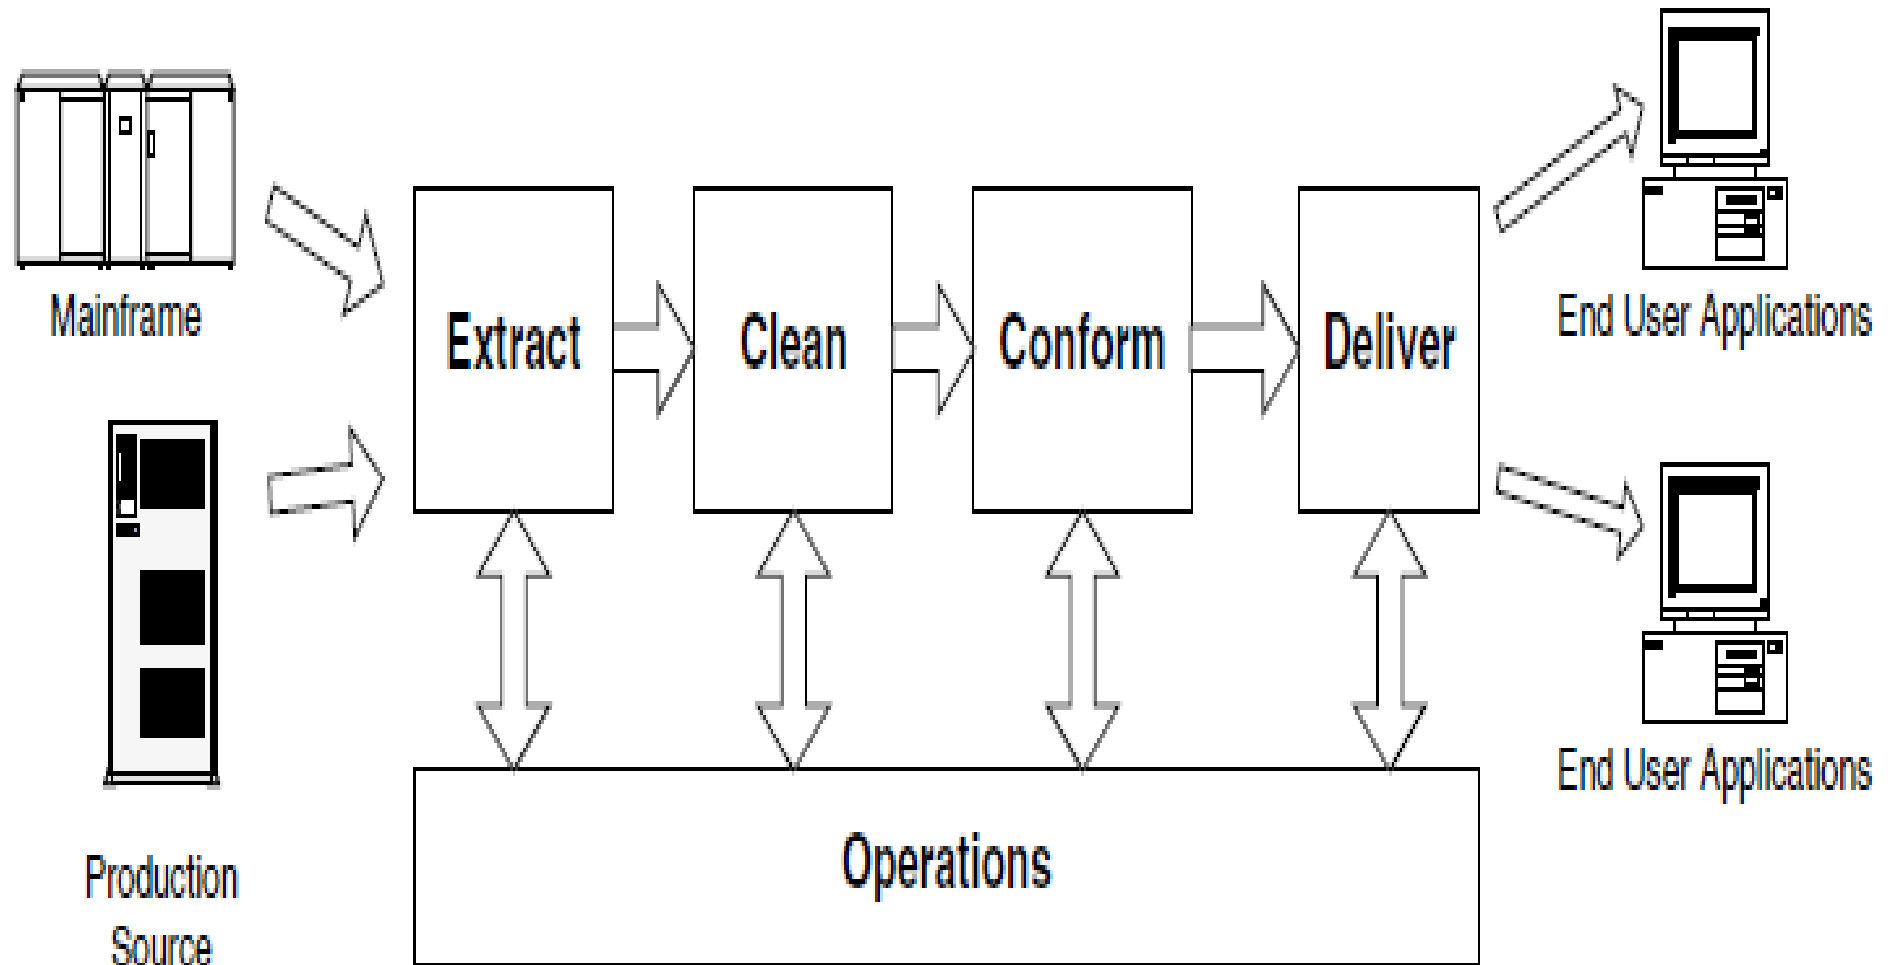 Mainframe
Extract
Clean
Conform
Deliver
End User Applications
Production
Source
Operations
End User Applications